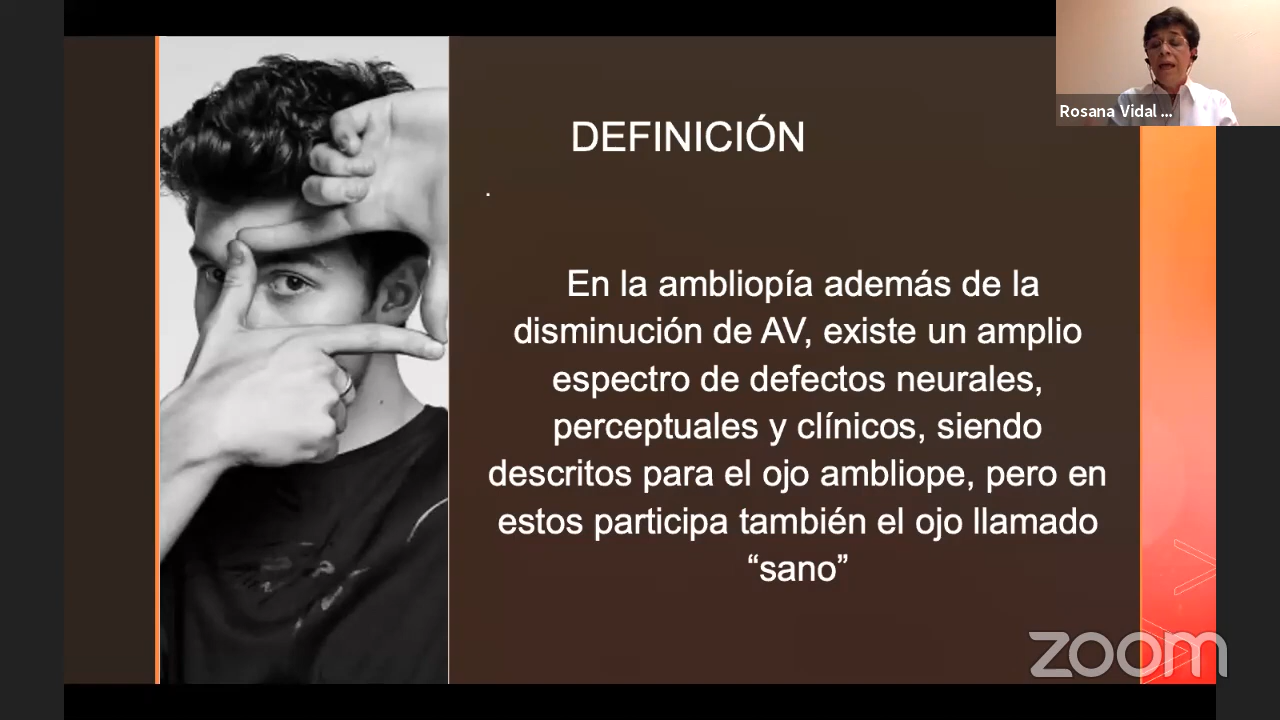 Rosana Vidal ...
DEFINICIÓN
.
En la ambliopía además de la
disminución de AV, existe un amplio
espectro de defectos neurales,
perceptuales y clínicos, siendo
descritos para el ojo ambliope, pero en
estos participa también el ojo llamado
“sano”
zoom